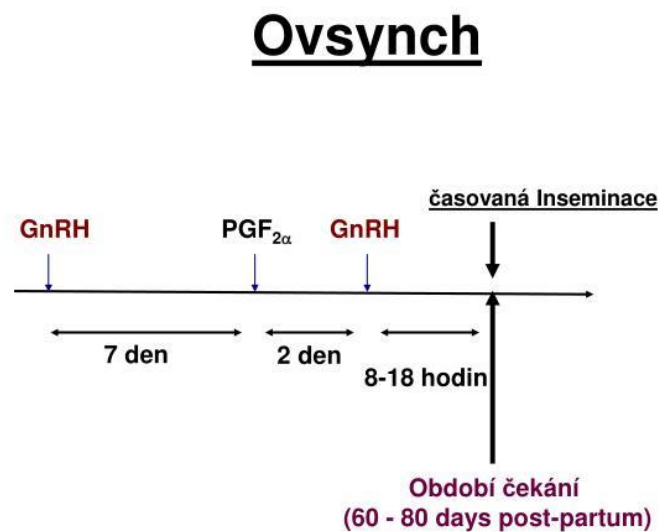 Ovsynch
časovaná Inseminace
GnRH
PGF2α
GnRH
7 den
2 den
8-18 hodin
Období čekání
(60 - 80 days post-partum)